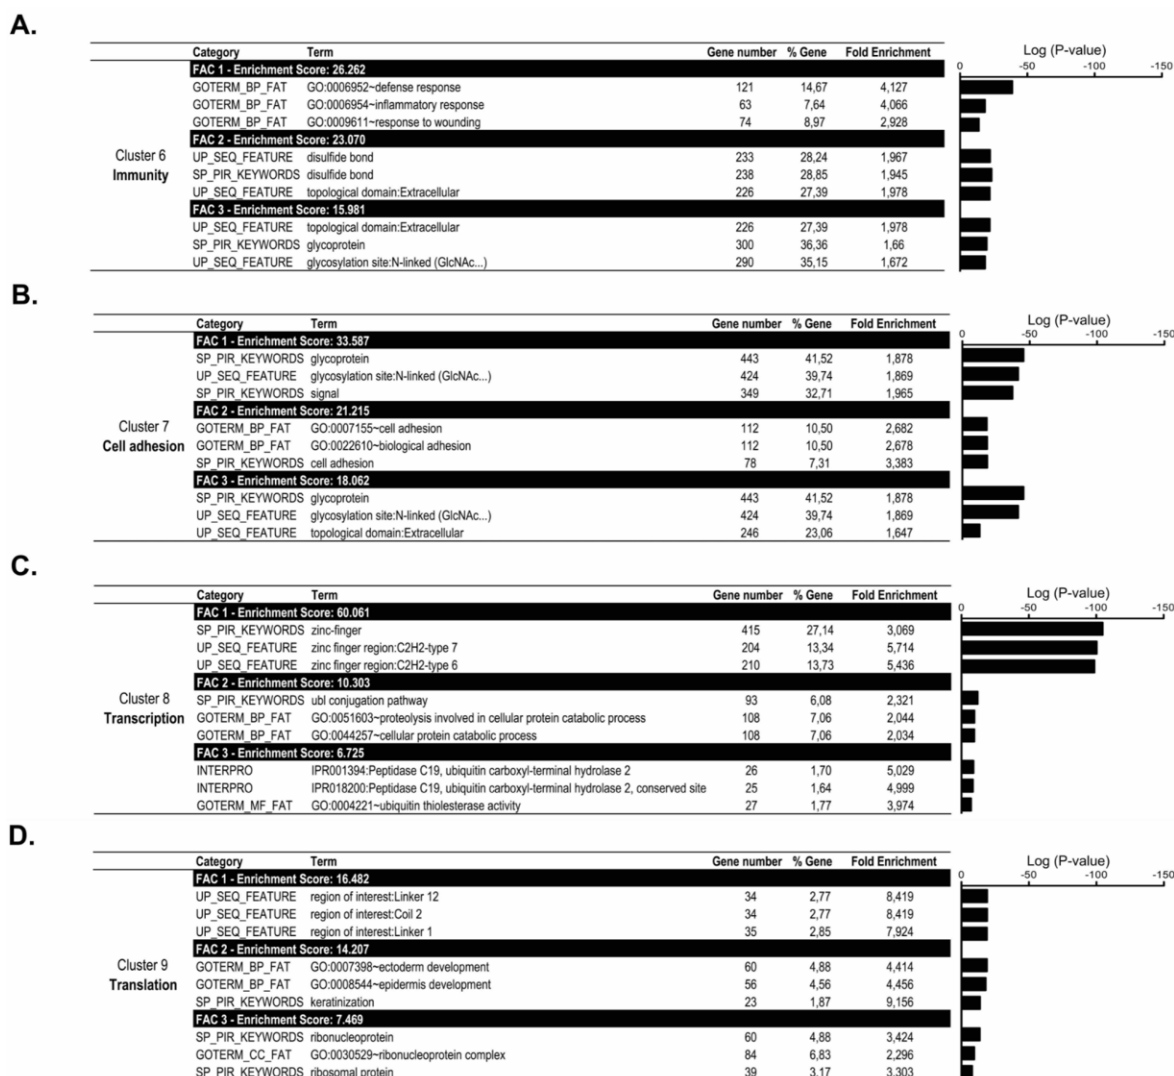 A.
Category Term Gene number % Gene Fold Enrichment Log (P-value)
0 -50 -100 -150
FAC 1 - Enrichment Score: 26.262
GOTERM_BP_FAT GO:0006952~defense response 121 14,67 4,127
GOTERM_BP_FAT GO:0006954~inflammatory response 63 7,64 4,066
GOTERM_BP_FAT GO:0009611~response to wounding 74 8,97 2,928
FAC 2 - Enrichment Score: 23.070
Cluster 6 UP_SEQ_FEATURE disulfide bond 233 28,24 1,967
Immunity SP_PIR_KEYWORDS disulfide bond 238 28,85 1,945
UP_SEQ_FEATURE topological domain:Extracellular 226 27,39 1,978
FAC 3 - Enrichment Score: 15.981
UP_SEQ_FEATURE topological domain:Extracellular 226 27,39 1,978
SP_PIR_KEYWORDS glycoprotein 300 36,36 1,66
UP_SEQ_FEATURE glycosylation site:N-linked (GlcNAc...) 290 35,15 1,672
B.
Category Term Gene number % Gene Fold Enrichment Log (P-value)
0 -50 -100 -150
FAC 1 - Enrichment Score: 33.587
SP_PIR_KEYWORDS glycoprotein 443 41,52 1,878
UP_SEQ_FEATURE glycosylation site:N-linked (GlcNAc...) 424 39,74 1,869
SP_PIR_KEYWORDS signal 349 32,71 1,965
FAC 2 - Enrichment Score: 21.215
Cluster 7 GOTERM_BP_FAT GO:0007155~cell adhesion 112 10,50 2,682
Cell adhesion GOTERM_BP_FAT GO:0022610~biological adhesion 112 10,50 2,678
SP_PIR_KEYWORDS cell adhesion 78 7,31 3,383
FAC 3 - Enrichment Score: 18.062
SP_PIR_KEYWORDS glycoprotein 443 41,52 1,878
UP_SEQ_FEATURE glycosylation site:N-linked (GlcNAc...) 424 39,74 1,869
UP_SEQ_FEATURE topological domain:Extracellular 246 23,06 1,647
C.
Category Term Gene number % Gene Fold Enrichment Log (P-value)
0 -50 -100 -150
FAC 1 - Enrichment Score: 60.061
SP_PIR_KEYWORDS zinc-finger 415 27,14 3,069
UP_SEQ_FEATURE zinc finger region:C2H2-type 7 204 13,34 5,714
UP_SEQ_FEATURE zinc finger region:C2H2-type 6 210 13,73 5,436
FAC 2 - Enrichment Score: 10.303
Cluster 8 SP_PIR_KEYWORDS ubl conjugation pathway 93 6,08 2,321
Transcription GOTERM_BP_FAT GO:0051603~proteolysis involved in cellular protein catabolic process 108 7,06 2,044
GOTERM_BP_FAT GO:0044257~cellular protein catabolic process 108 7,06 2,034
FAC 3 - Enrichment Score: 6.725
INTERPRO IPR001394:Peptidase C19, ubiquitin carboxyl-terminal hydrolase 2 26 1,70 5,029
INTERPRO IPR018200:Peptidase C19, ubiquitin carboxyl-terminal hydrolase 2, conserved site 25 1,64 4,999
GOTERM_MF_FAT GO:0004221~ubiquitin thiolesterase activity 27 1,77 3,974
D.
Category Term Gene number % Gene Fold Enrichment Log (P-value)
0 -50 -100 -150
FAC 1 - Enrichment Score: 16.482
UP_SEQ_FEATURE region of interest:Linker 12 34 2,77 8,419
UP_SEQ_FEATURE region of interest:Coil 2 34 2,77 8,419
UP_SEQ_FEATURE region of interest:Linker 1 35 2,85 7,924
FAC 2 - Enrichment Score: 14.207
Cluster 9 GOTERM_BP_FAT GO:0007398~ectoderm development 60 4,88 4,414
Translation GOTERM_BP_FAT GO:0008544~epidermis development 56 4,56 4,456
SP_PIR_KEYWORDS keratinization 23 1,87 9,156
FAC 3 - Enrichment Score: 7.469
SP_PIR_KEYWORDS ribonucleoprotein 60 4,88 3,424
GOTERM_CC_FAT GO:0030529~ribonucleoprotein complex 84 6,83 2,296
SP_PIR_KEYWORDS ribosomal protein 39 3,17 3,303